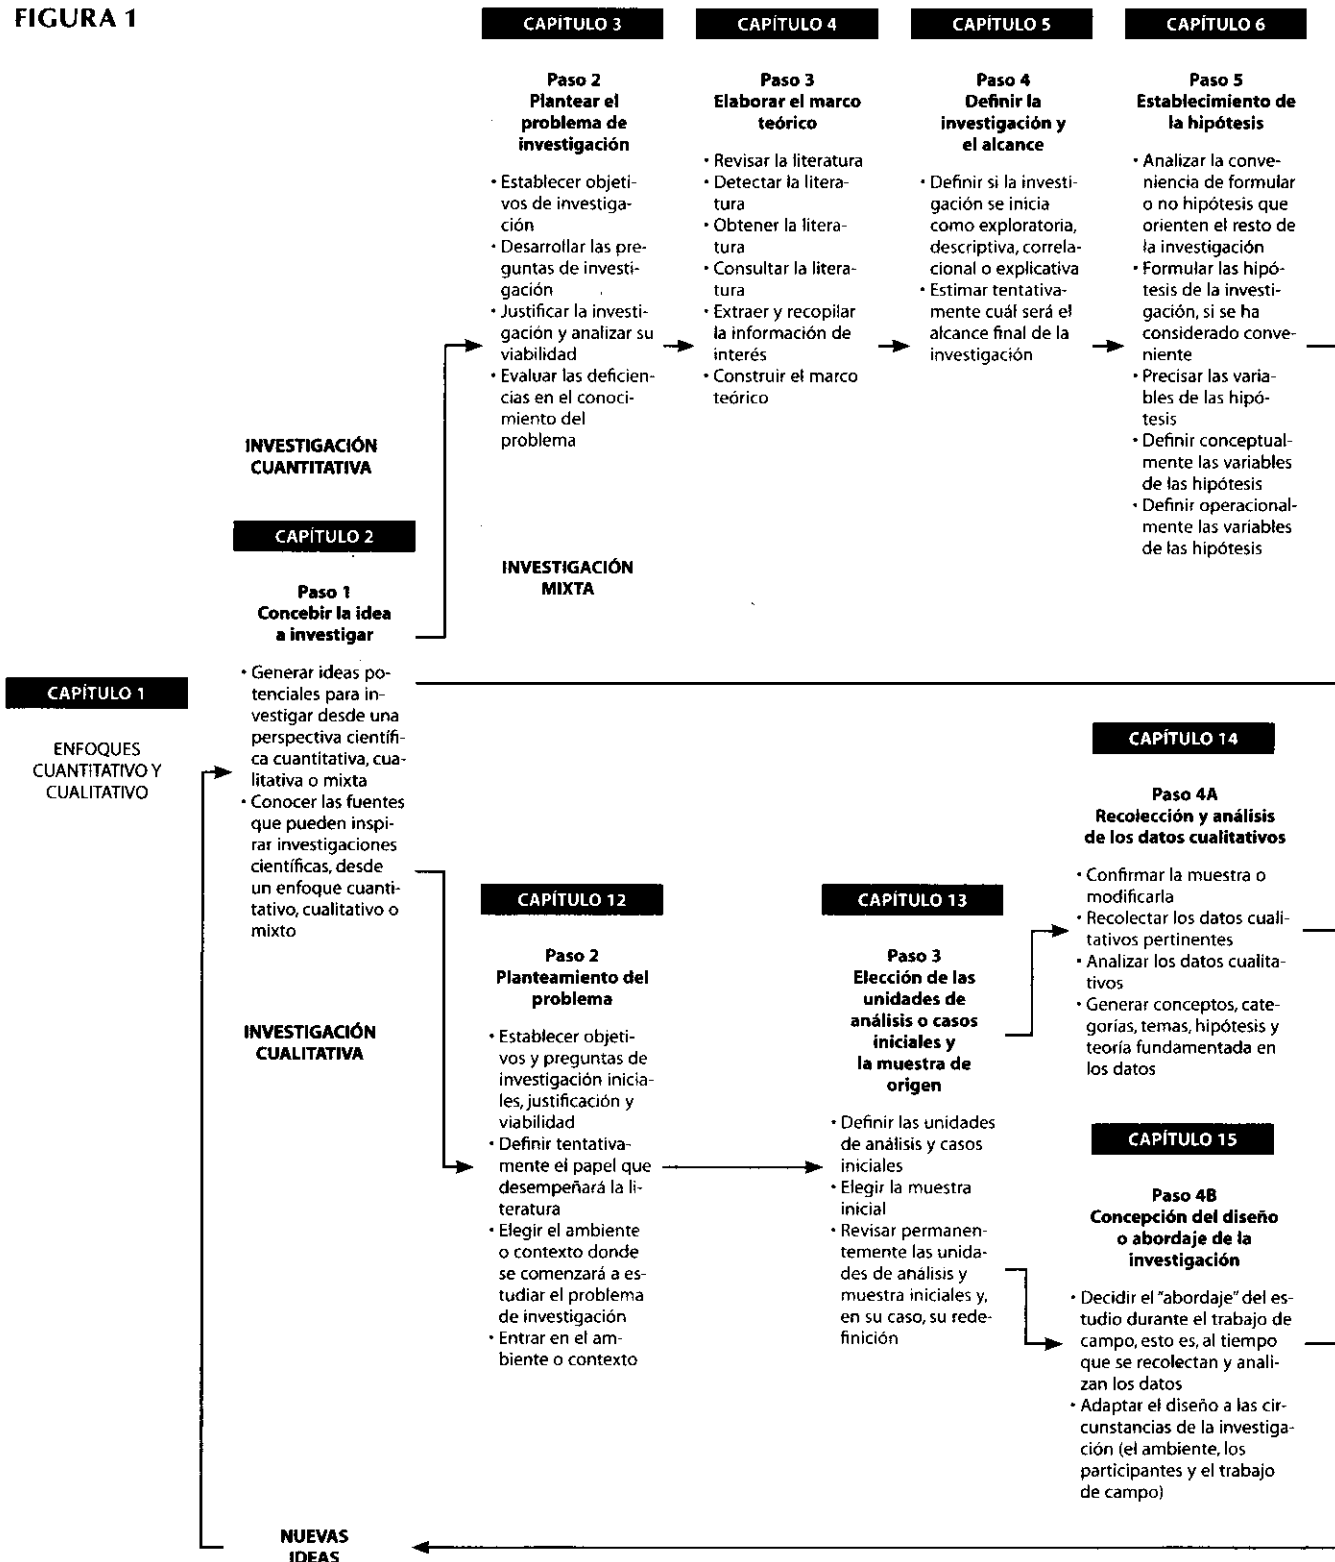 FIGURA 1
CAPÍTULO 3
Paso 2
Plantear el
problema de
investigación
• Establecer objeti-
vos de investiga-
ción
• Desarrollar las pre-
guntas de investi-
gación
• Justificar la investi-
gación y analizar su
viabilidad
• Evaluar las deficien-
cias en el conoci-
miento del
problema
CAPÍTULO 4
Paso 3
Elaborar el marco
teórico
• Revisar la literatura
• Detectar la litera-
tura
• Obtener la litera-
tura
• Consultar la litera-
tura
• Extraer y recopilar
la información de
interés
• Construir el marco
teórico
CAPÍTULO 5
Paso 4
Definir la
investigación y
el alcance
• Definir si la investi-
gación se inicia
como exploratoria,
descriptiva, correla-
cional o explicativa
• Estimar tentativa-
mente cuál será el
alcance final de la
investigación
CAPÍTULO 6
Paso 5
Establecimiento de
la hipótesis
• Analizar la conve-
niencia de formular
o no hipótesis que
orienten el resto de
la investigación
• Formular las hipó-
tesis de la investi-
gación, si se ha
considerado conve-
niente
• Precisar las varia-
bles de las hipó-
tesis
• Definir conceptual-
mente las variables
de las hipótesis
• Definir operacional-
mente las variables
de las hipótesis
INVESTIGACIÓN
CUANTITATIVA
CAPÍTULO 2
Paso 1
Concebir la idea
a investigar
• Generar ideas po-
tenciales para in-
vestigar desde una
perspectiva científi-
ca cuantitativa, cua-
litativa o mixta
• Conocer las fuentes
que pueden inspi-
rar investigaciones
científicas, desde
un enfoque cuanti-
tativo, cualitativo o
mixto
INVESTIGACIÓN
MIXTA
CAPÍTULO 1
ENFOQUES
CUANTITATIVO Y
CUALITATIVO
INVESTIGACIÓN
CUALITATIVA
CAPÍTULO 12
Paso 2
Planteamiento del
problema
• Establecer objeti-
vos y preguntas de
investigación inicia-
les, justificación y
viabilidad
• Definir tentativa-
mente el papel que
desempeñará la li-
teratura
• Elegir el ambiente
o contexto donde
se comenzará a es-
tudiar el problema
de investigación
• Entrar en el am-
biente o contexto
CAPÍTULO 13
Paso 3
Elección de las
unidades de
análisis o casos
iniciales y
la muestra de
origen
• Definir las unidades
de análisis y casos
iniciales
• Elegir la muestra
inicial
• Revisar permanen-
temente las unida-
des de análisis y
muestra iniciales y,
en su caso, su rede-
finición
CAPÍTULO 14
Paso 4A
Recolección y análisis
de los datos cualitativos
• Confirmar la muestra o
modificarla
• Recolectar los datos cuali-
tativos pertinentes
• Analizar los datos cualita-
tivos
• Generar conceptos, cate-
gorías, temas, hipótesis y
teoría fundamentada en
los datos
CAPÍTULO 15
Paso 4B
Concepción del diseño
o abordaje de la
investigación
• Decidir el "abordaje" del es-
tudio durante el trabajo de
campo, esto es, al tiempo
que se recolectan y anali-
zan los datos
• Adaptar el diseño a las cir-
cunstancias de la investiga-
ción (el ambiente, los
participantes y el trabajo
de campo)
NUEVAS
IDEAS